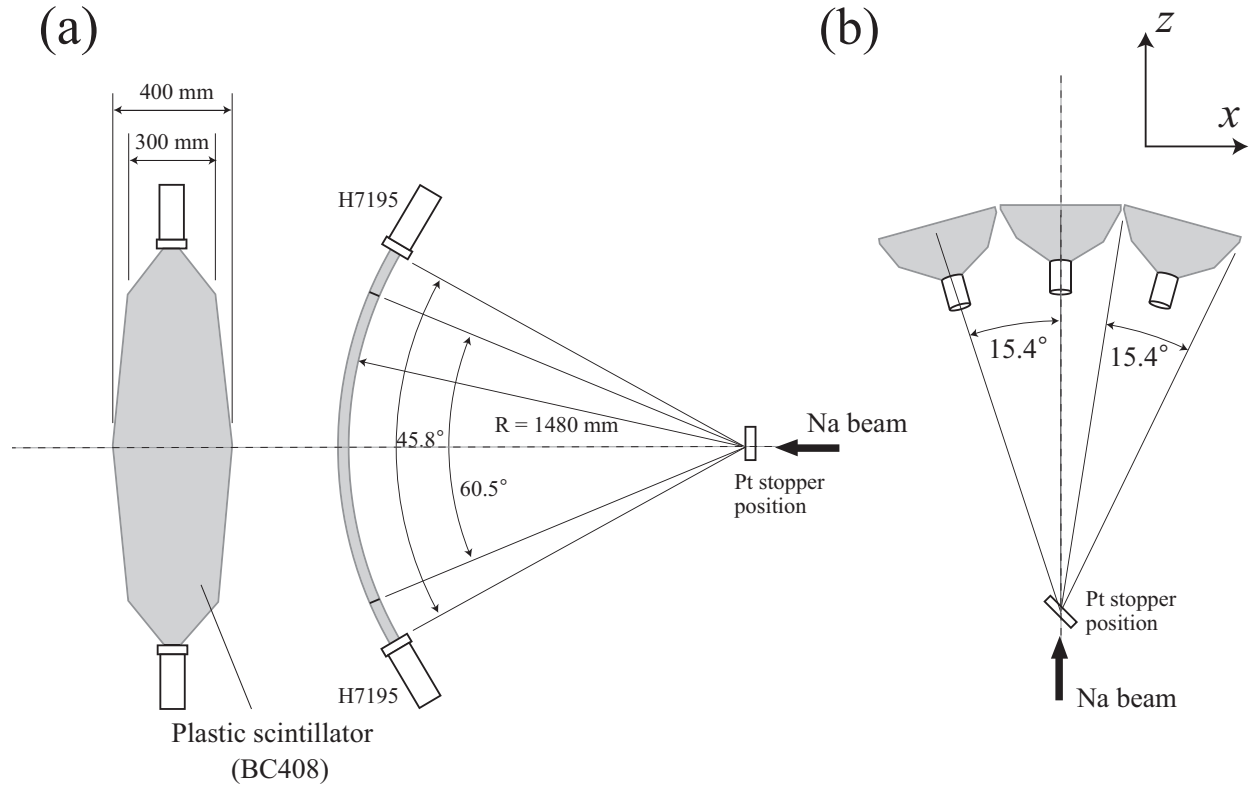 (a)
400 mm
300 mm
H7195
R = 1480 mm
45.8°
60.5°
Na beam
Pt stopper
position
H7195
Plastic scintillator
(BC408)
(b)
z
x
15.4°
15.4°
Pt stopper
position
Na beam